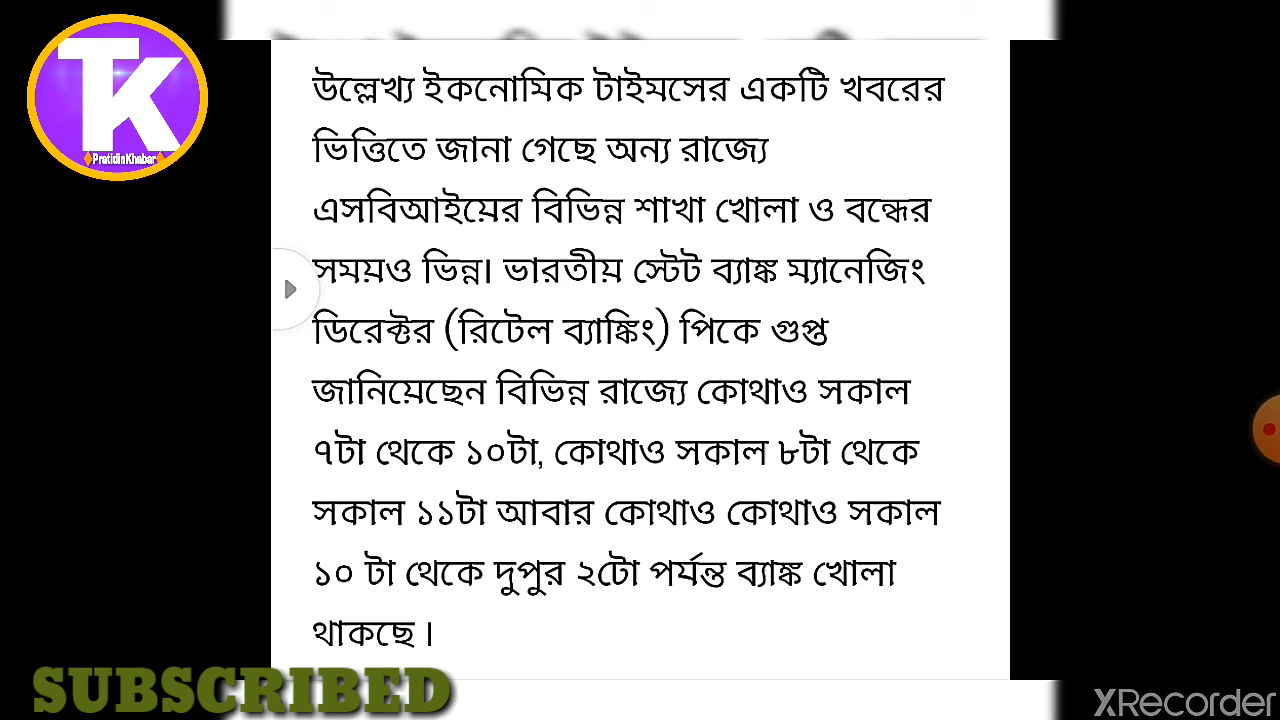 TK
PratidinKhabar
উল্লেখ্য ইকনোমিক টাইমসের একটি খবরের
ভিত্তিতে জানা গেছে অন্য রাজ্যে
এসবিআইয়ের বিভিন্ন শাখা খোলা ও বন্ধের
সময়ও ভিন্ন। ভারতীয় স্টেট ব্যাঙ্ক ম্যানেজিং
ডিরেক্টর (রিটেল ব্যাঙ্কিং) পিকে গুপ্ত
জানিয়েছেন বিভিন্ন রাজ্যে কোথাও সকাল
৭টা থেকে ১০টা, কোথাও সকাল ৮টা থেকে
সকাল ১১টা আবার কোথাও কোথাও সকাল
১০ টা থেকে দুপুর ২টো পর্যন্ত ব্যাঙ্ক খোলা
থাকছে ।
SUBSCRIBED
XRecorder